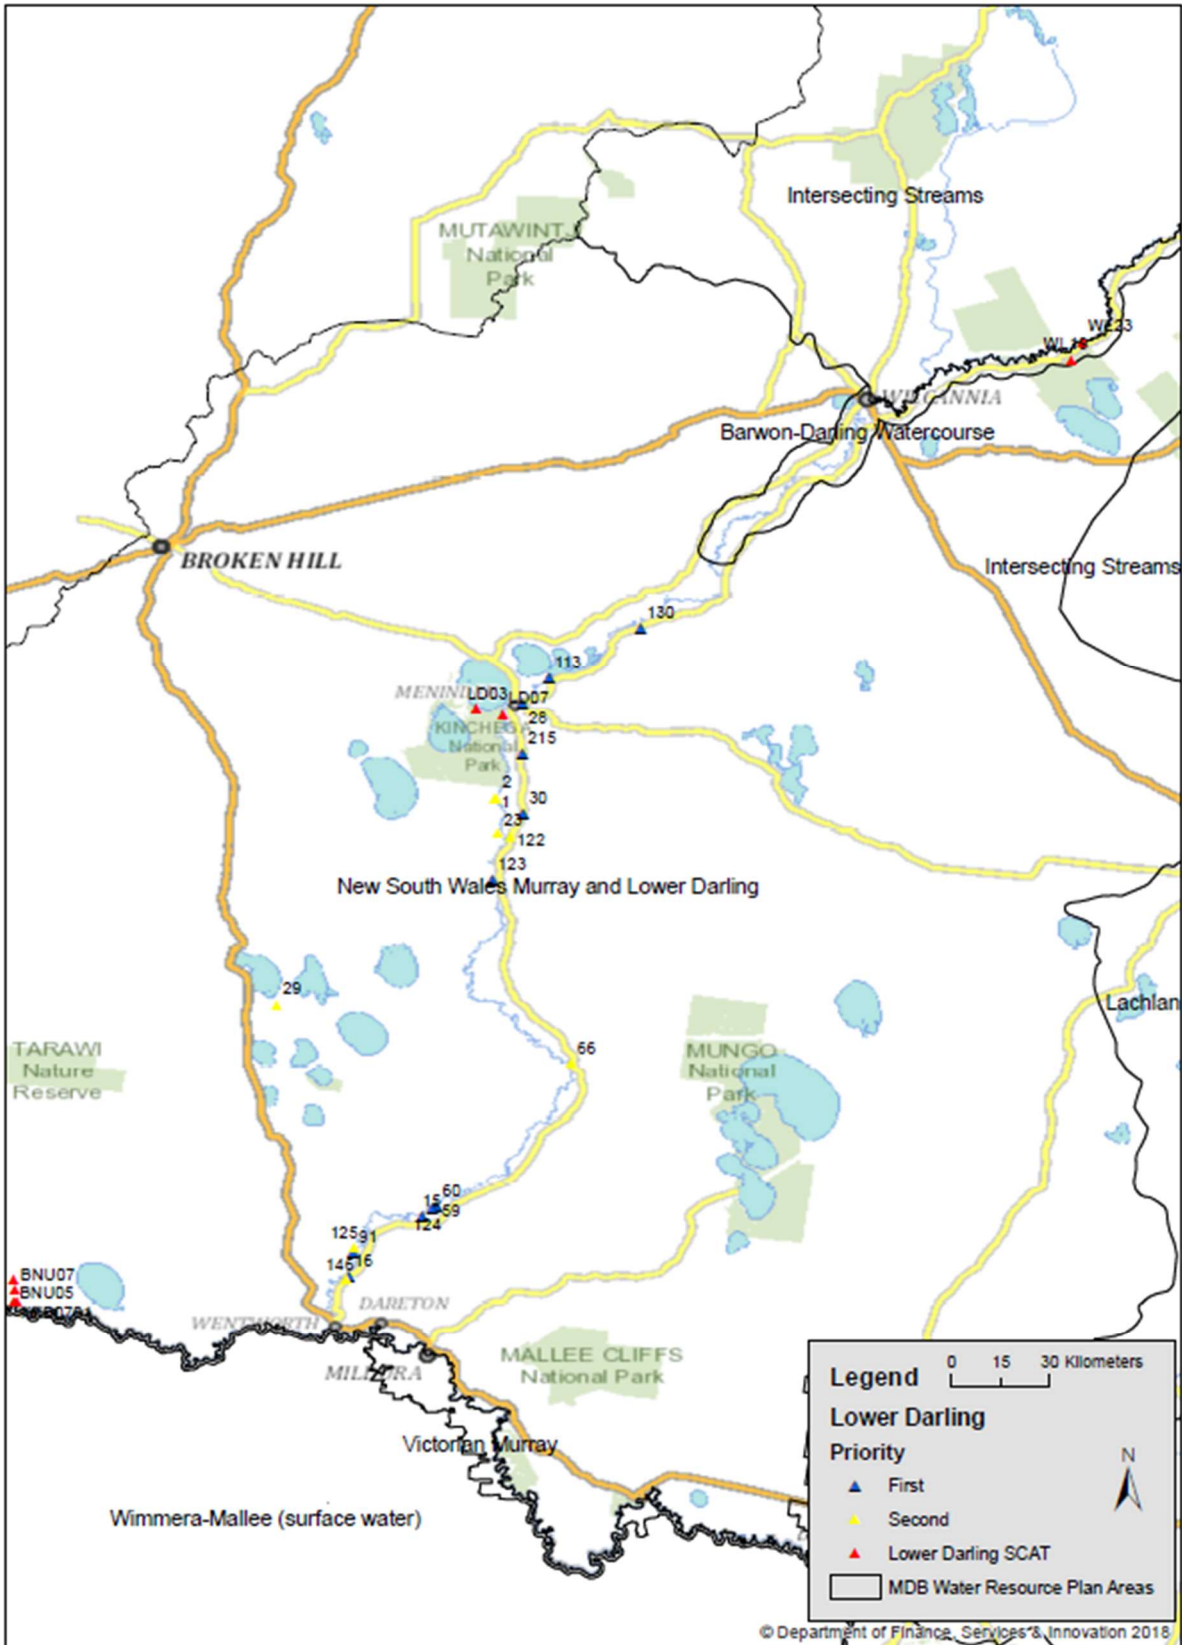 Intersecting Streams
MUTAWINTJI
National
Park
WL23
WILCANNIA
Barwon-Darling Watercourse
BROKEN HILL
Intersecting Streams
130
113
LD03
LD07
28
KINCHEGA
National
Park
215
2
1
30
23
122
123
New South Wales Murray and Lower Darling
29
Lachlan
66
TARAWI
Nature
Reserve
MUNGO
National
Park
60
15
59
124
125
91
146
16
BNU07
BNU05
DARETON
WENTWORTH
MILDURA
MALLEE CLIFFS
National Park
Victorian Murray
Wimmera-Mallee (surface water)
Legend
0 15 30 Kilometers
Lower Darling
Priority
N
First
Second
Lower Darling SCAT
MDB Water Resource Plan Areas
© Department of Finance, Services & Innovation 2018